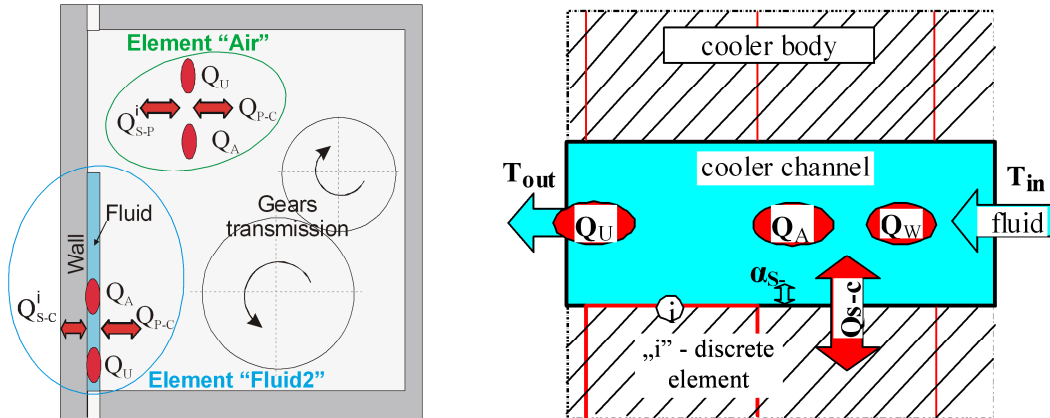 Element “Air”
Q_U
Q^i_S-P
Q_P-C
Q_A
Fluid
Wall
Gears
transmission
Q_A
Q^i_S-C
Q_P-C
Q_U
Element “Fluid2”
cooler body
cooler channel
T_out
T_in
Q_U
Q_A
Q_W
fluid
α_S-
Q_S-c
i
„i” - discrete
element